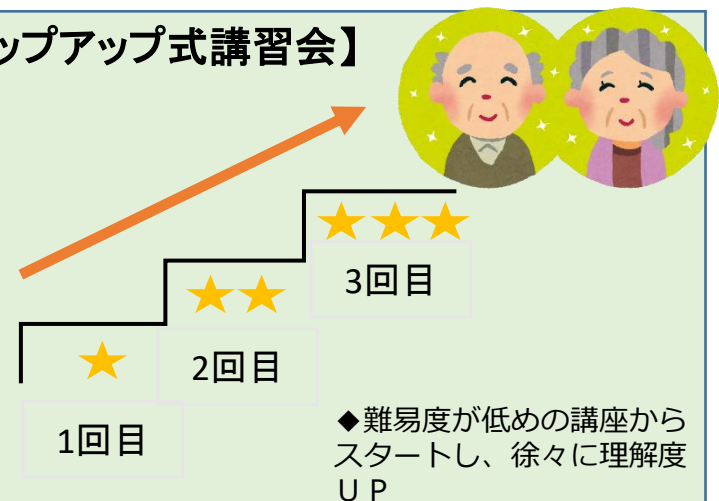 ップアップ式講習会】
3回目
2回目
1回目
◆難易度が低めの講座から
スタートし、徐々に理解度
ＵＰ